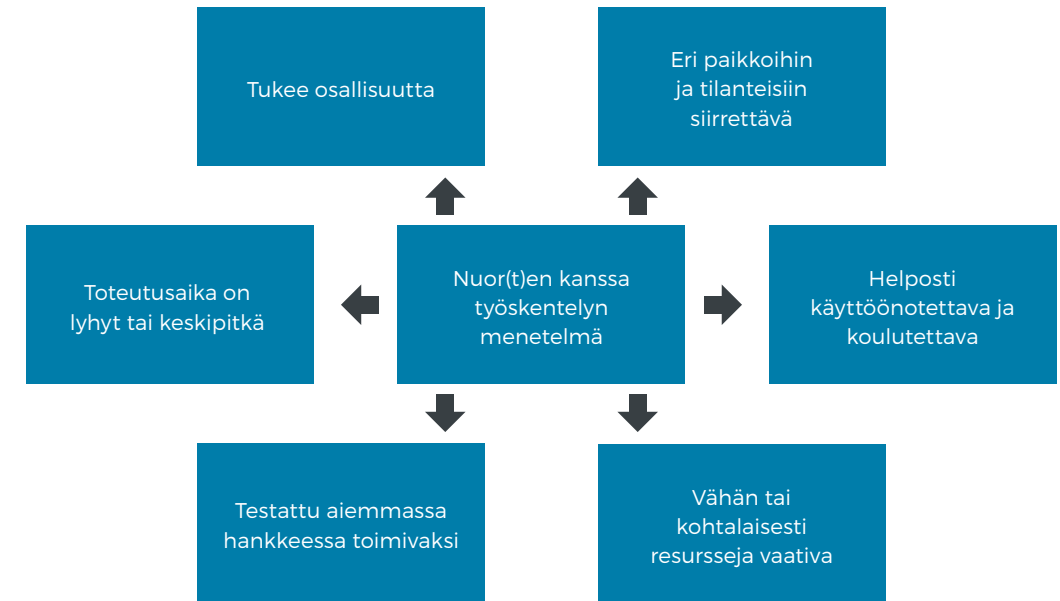 Tukee osallisuutta
Eri paikkoihin
ja tilanteisiin
siirrettävä
Toteutusaika on
lyhyt tai keskipitkä
Nuor(t)en kanssa
työskentelyn
menetelmä
Helposti
käyttöönotettava ja
koulutettava
Testattu aiemmassa
hankkeessa toimivaksi
Vähän tai
kohtalaisesti
resursseja vaativa